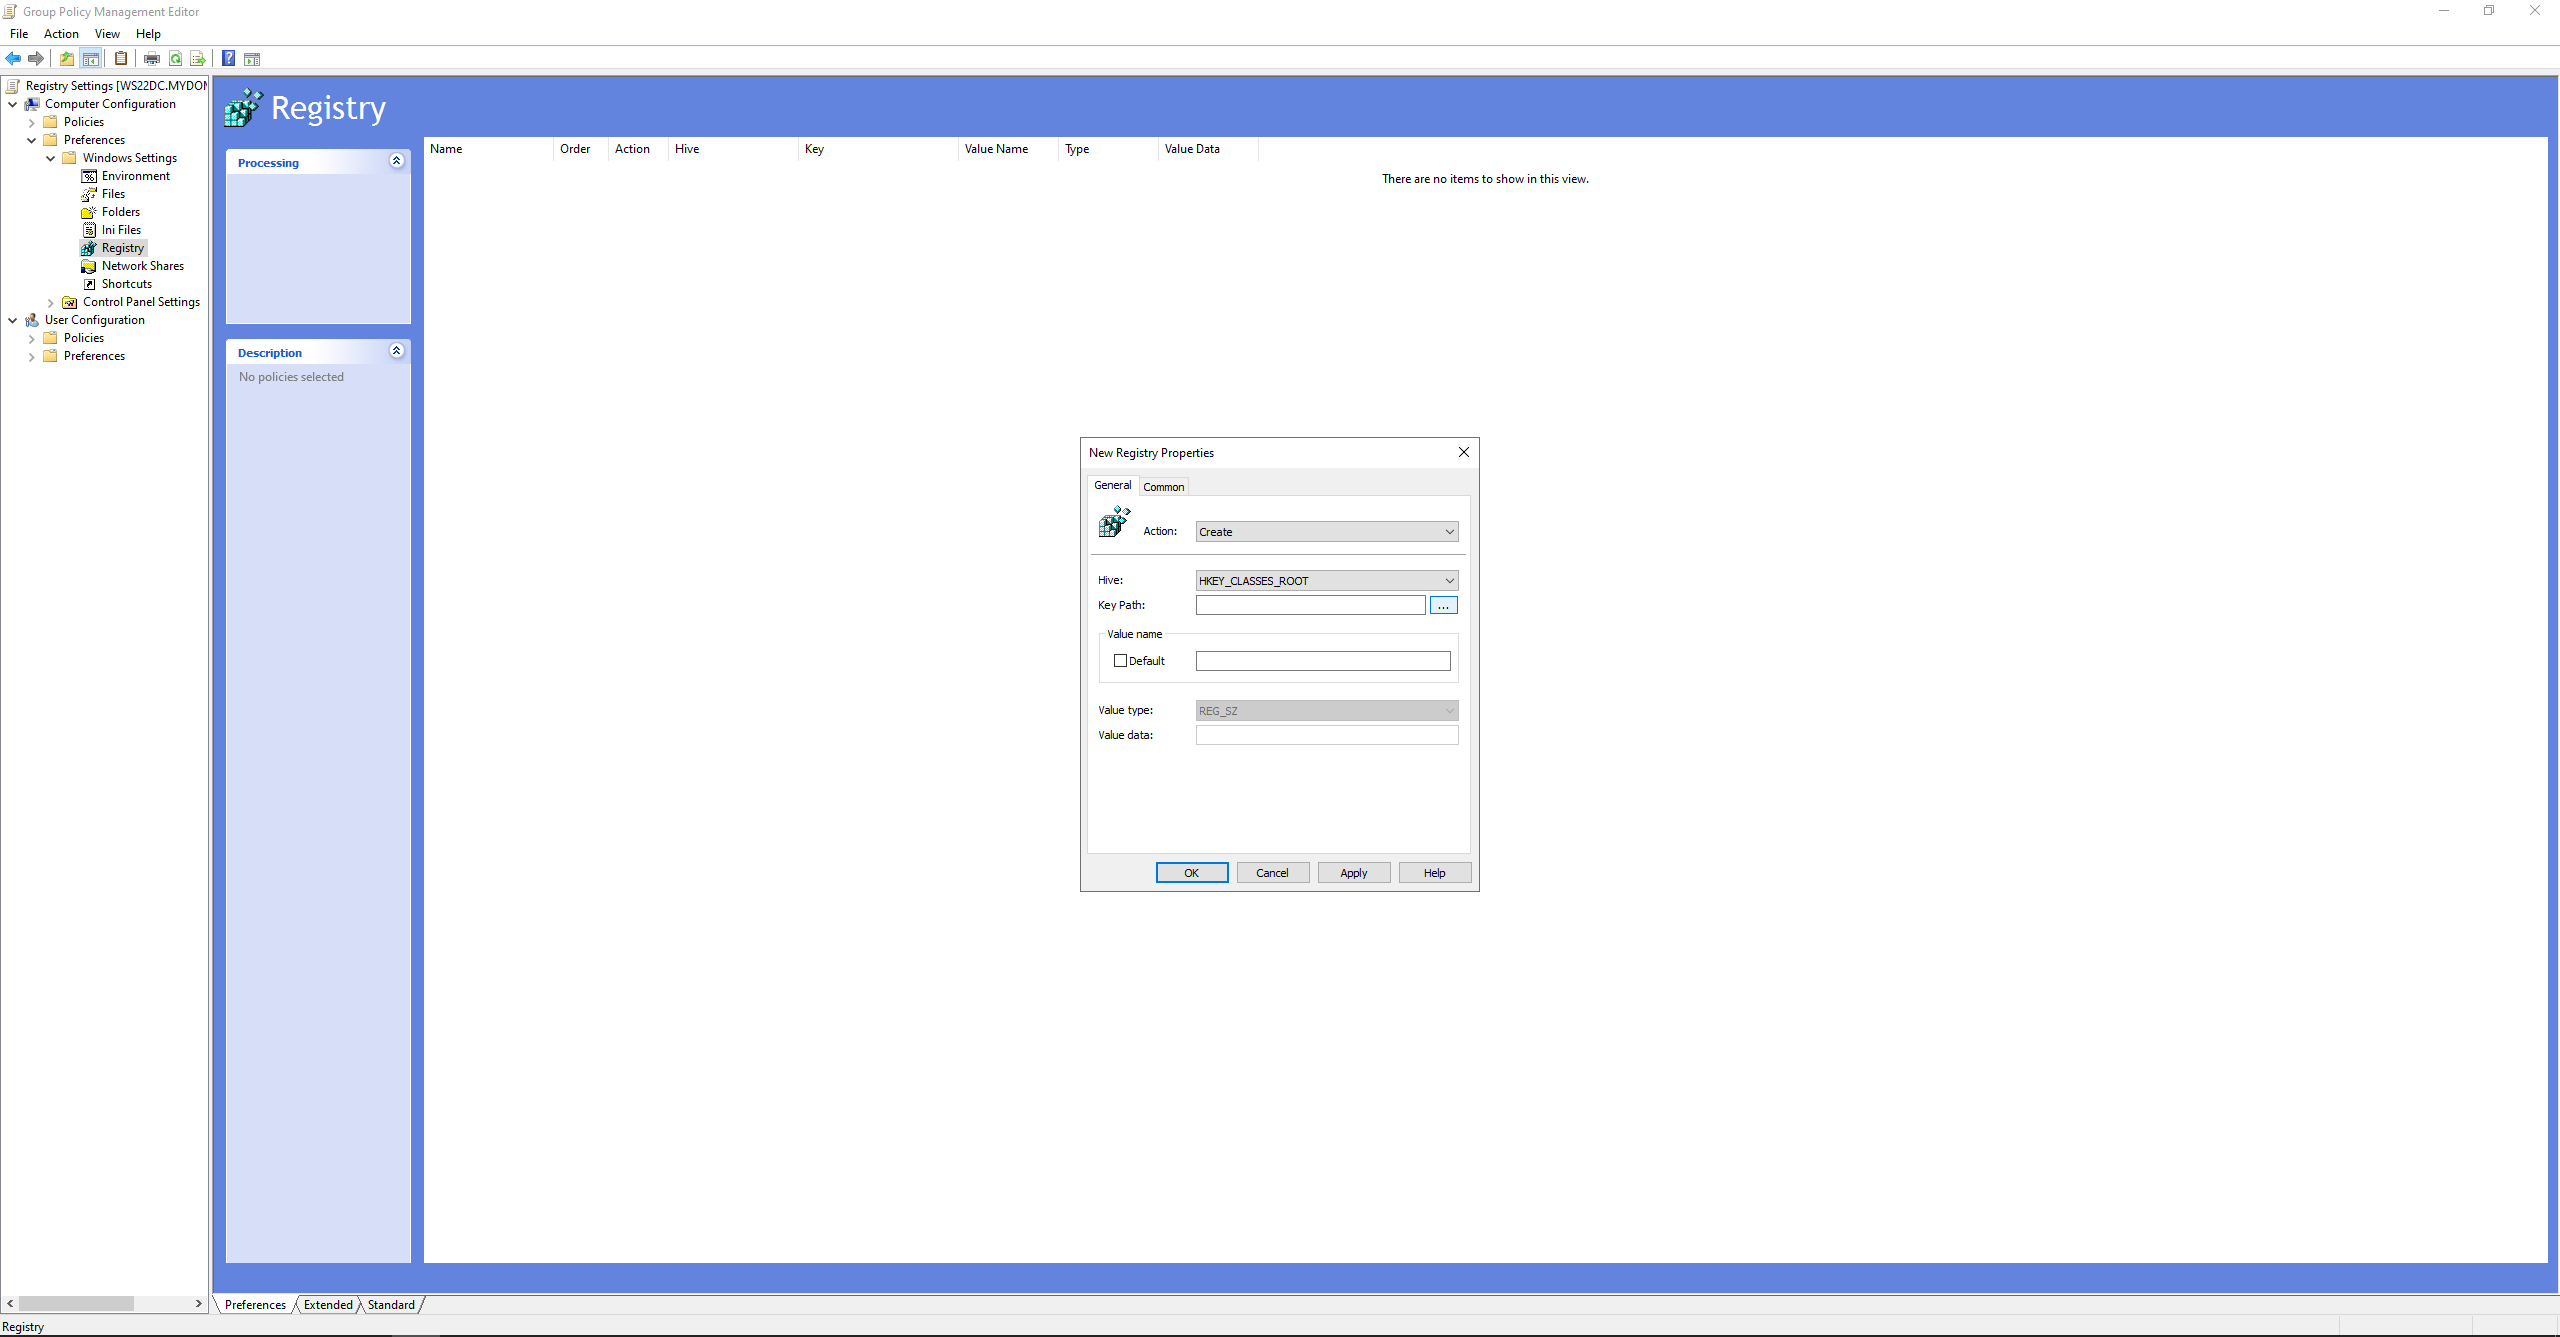 Group Policy Management Editor
File Action View Help
Registry Settings [WS22DC.MYDOM
Computer Configuration
Policies
Preferences
Windows Settings
Environment
Files
Folders
Ini Files
Registry
Network Shares
Shortcuts
Control Panel Settings
User Configuration
Policies
Preferences
Registry
Processing
Description
No policies selected
Name Order Action Hive Key Value Name Type Value Data
There are no items to show in this view.
New Registry Properties
General Common
Action: Create
Hive: HKEY_CLASSES_ROOT
Key Path: ...
Value name
Default
Value type: REG_SZ
Value data:
OK Cancel Apply Help
Preferences Extended Standard
Registry